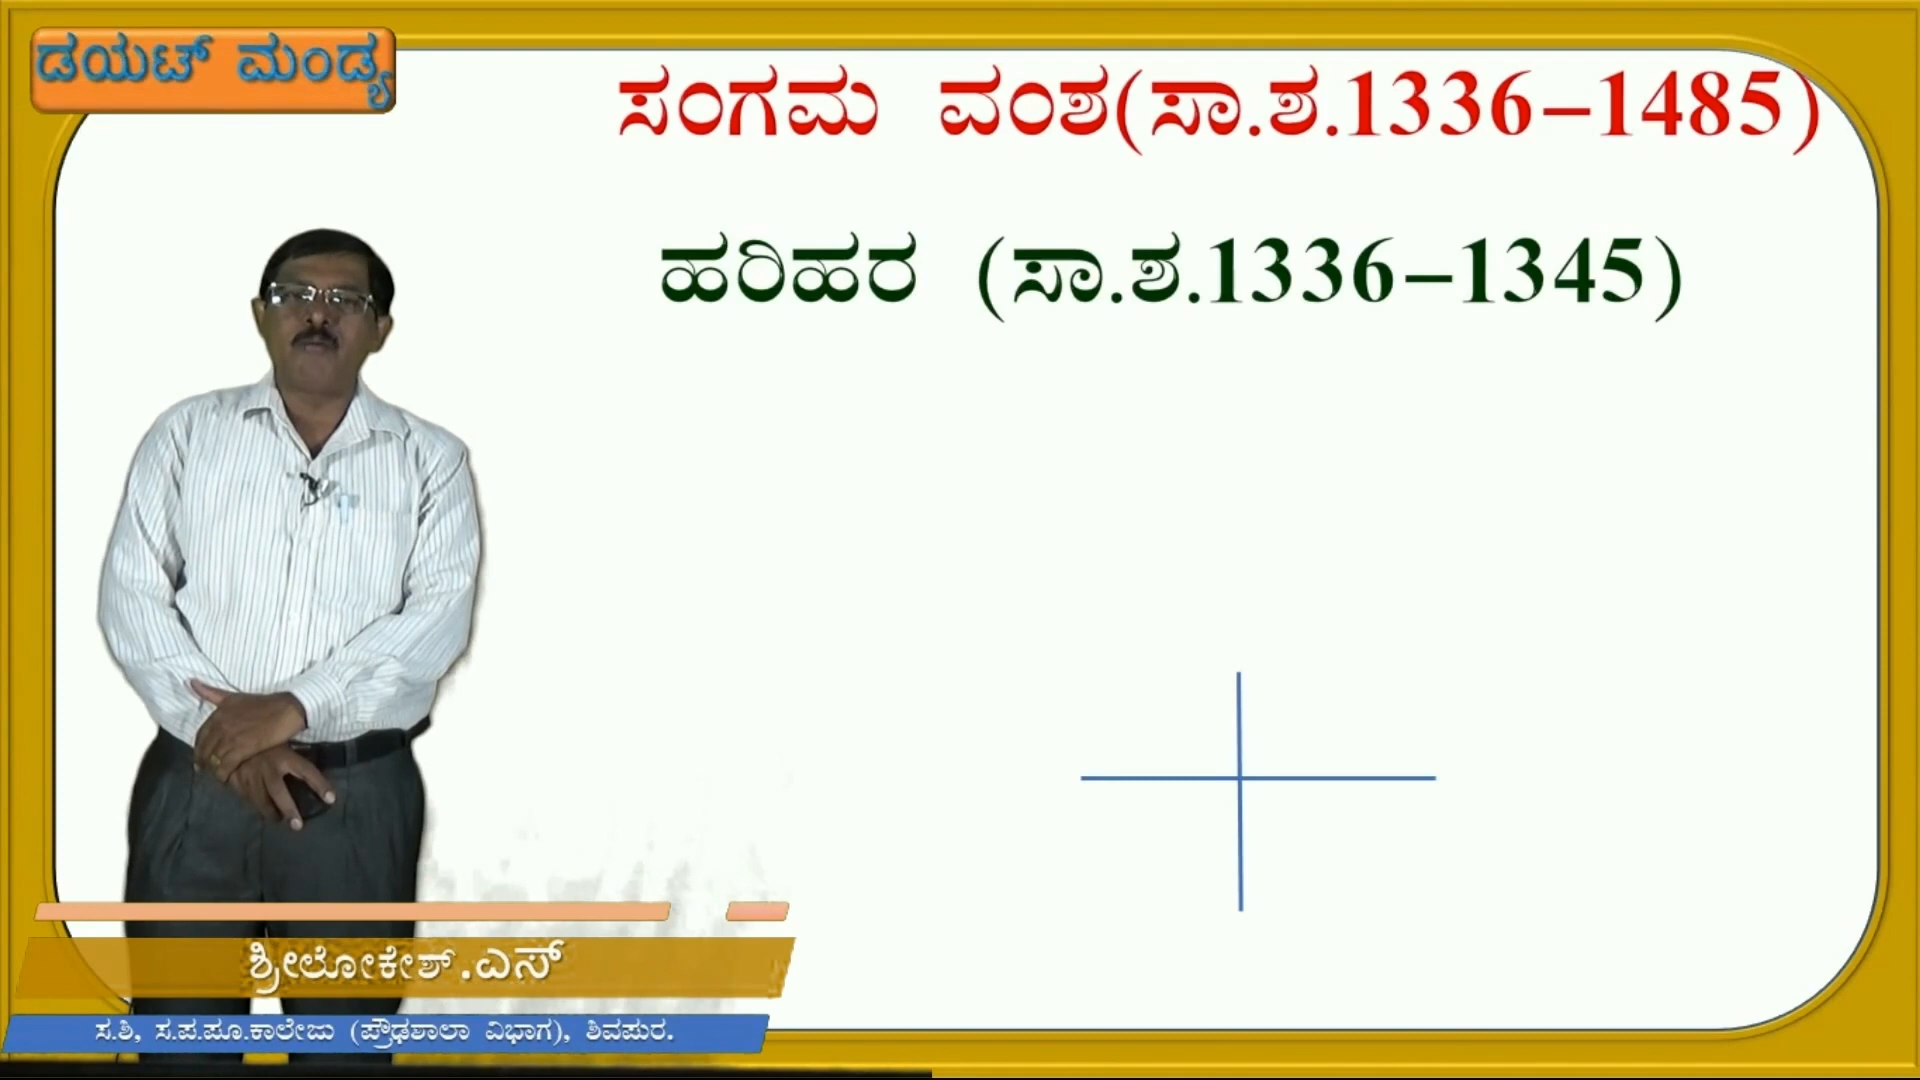 ಡಯಟ್ ಮಂಡ್ಯ
ಸಂಗಮ ವಂಶ(ಸಾ.ಶ.1336-1485)
ಹರಿಹರ (ಸಾ.ಶ.1336-1345)
ಶ್ರೀಲೋಕೇಶ್.ಎಸ್
ಸ.ಶಿ, ಸ.ಪ.ಪೂ.ಕಾಲೇಜು (ಪ್ರೌಢಶಾಲಾ ವಿಭಾಗ), ಶಿವಪುರ.